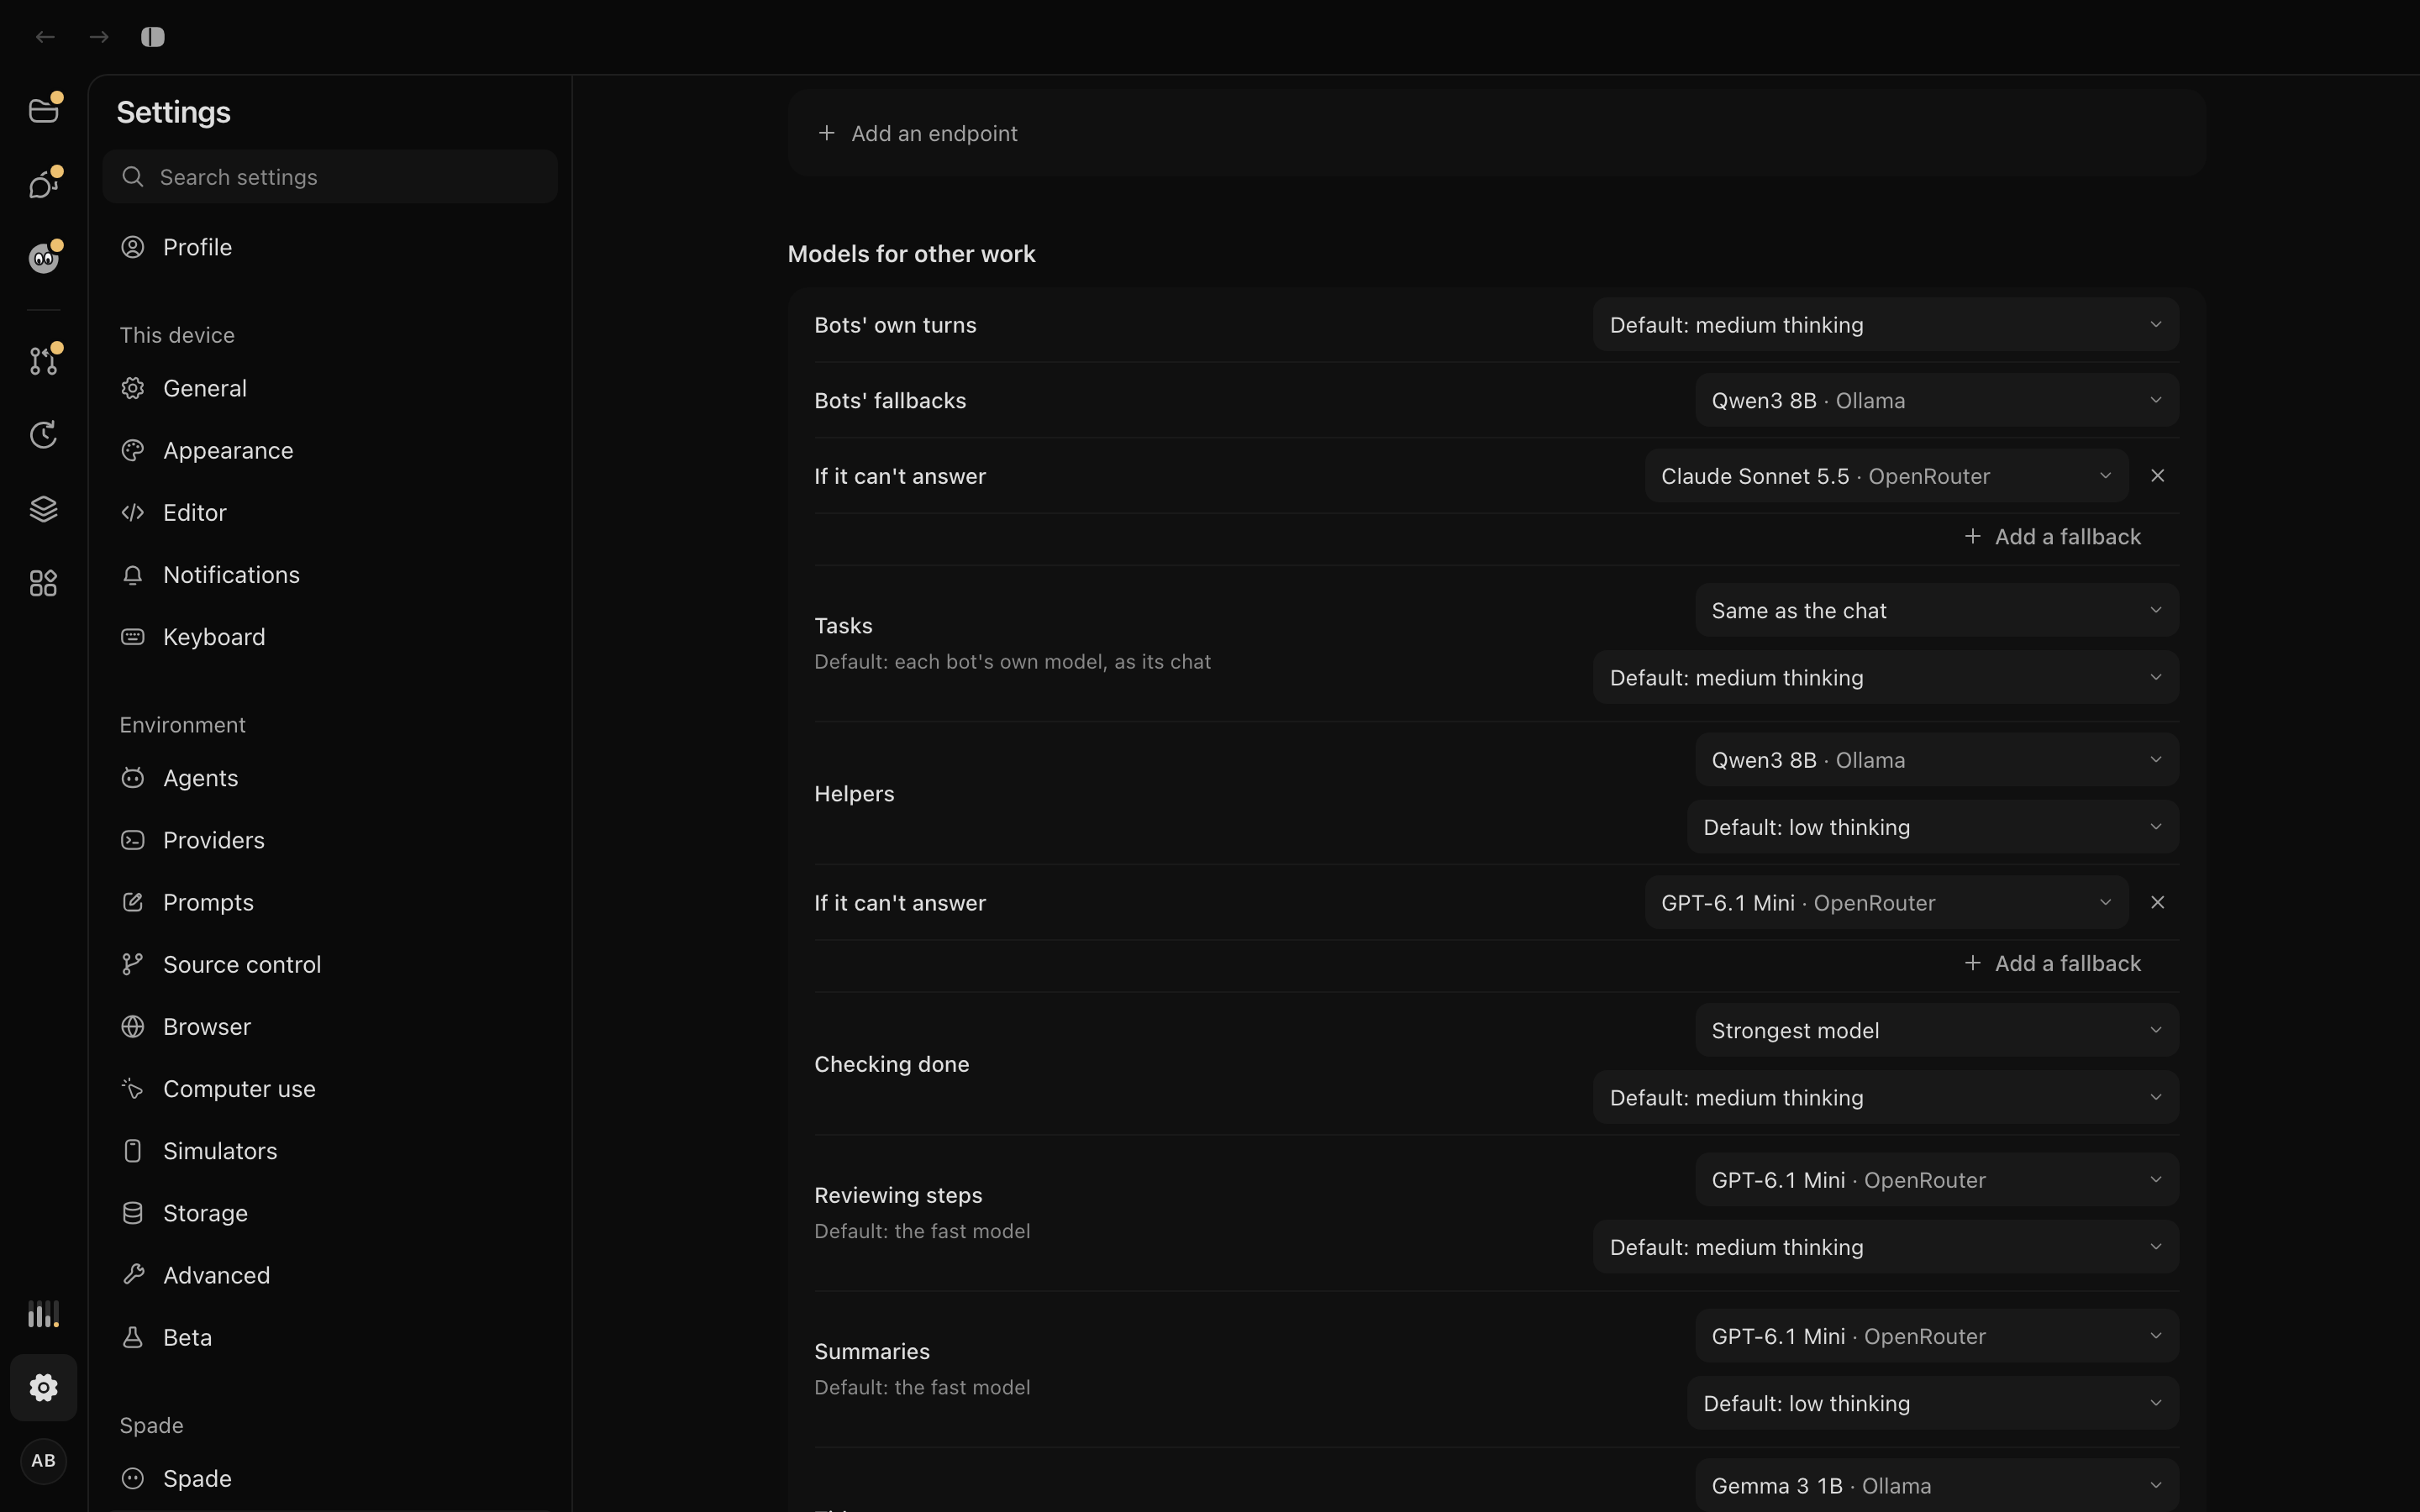 Settings
Search settings
Profile
This device
General
Appearance
Editor
Notifications
Keyboard
Environment
Agents
Providers
Prompts
Source control
Browser
Computer use
Simulators
Storage
Advanced
Beta
Spade
Spade
AB
Add an endpoint
Models for other work
Bots' own turns
Default: medium thinking
Bots' fallbacks
Qwen3 8B · Ollama
If it can't answer
Claude Sonnet 5.5 · OpenRouter
Add a fallback
Tasks
Default: each bot's own model, as its chat
Same as the chat
Default: medium thinking
Helpers
Qwen3 8B · Ollama
Default: low thinking
If it can't answer
GPT-6.1 Mini · OpenRouter
Add a fallback
Checking done
Strongest model
Default: medium thinking
Reviewing steps
Default: the fast model
GPT-6.1 Mini · OpenRouter
Default: medium thinking
Summaries
Default: the fast model
GPT-6.1 Mini · OpenRouter
Default: low thinking
Gemma 3 1B · Ollama